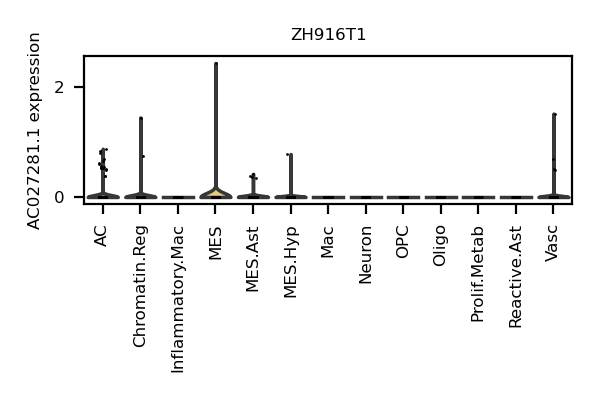 ZH916T1
AC027281.1 expression
2
0
AC
Chromatin.Reg
Inflammatory.Mac
MES
MES.Ast
MES.Hyp
Mac
Neuron
OPC
Oligo
Prolif.Metab
Reactive.Ast
Vasc